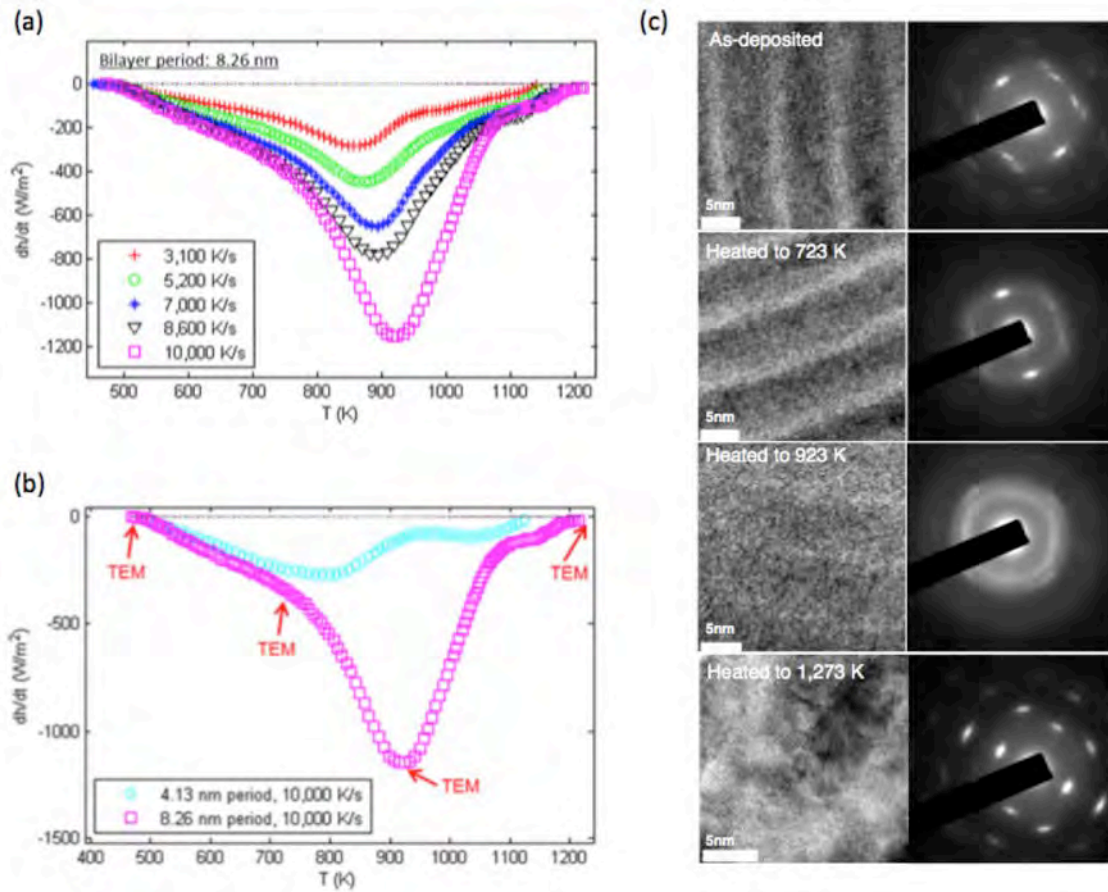 (a)
Bilayer period: 8.26 nm
0
-200
-400
-600
-800
-1000
-1200
dh/dt (W/m²)
3,100 K/s
5,200 K/s
7,000 K/s
8,600 K/s
10,000 K/s
500 600 700 800 900 1000 1100 1200
T (K)
(b)
0
-500
-1000
-1500
dh/dt (W/m²)
TEM
TEM
TEM
TEM
4.13 nm period, 10,000 K/s
8.26 nm period, 10,000 K/s
400 500 600 700 800 900 1000 1100 1200
T (K)
(c)
As-deposited
5nm
Heated to 723 K
5nm
Heated to 923 K
5nm
Heated to 1,273 K
5nm